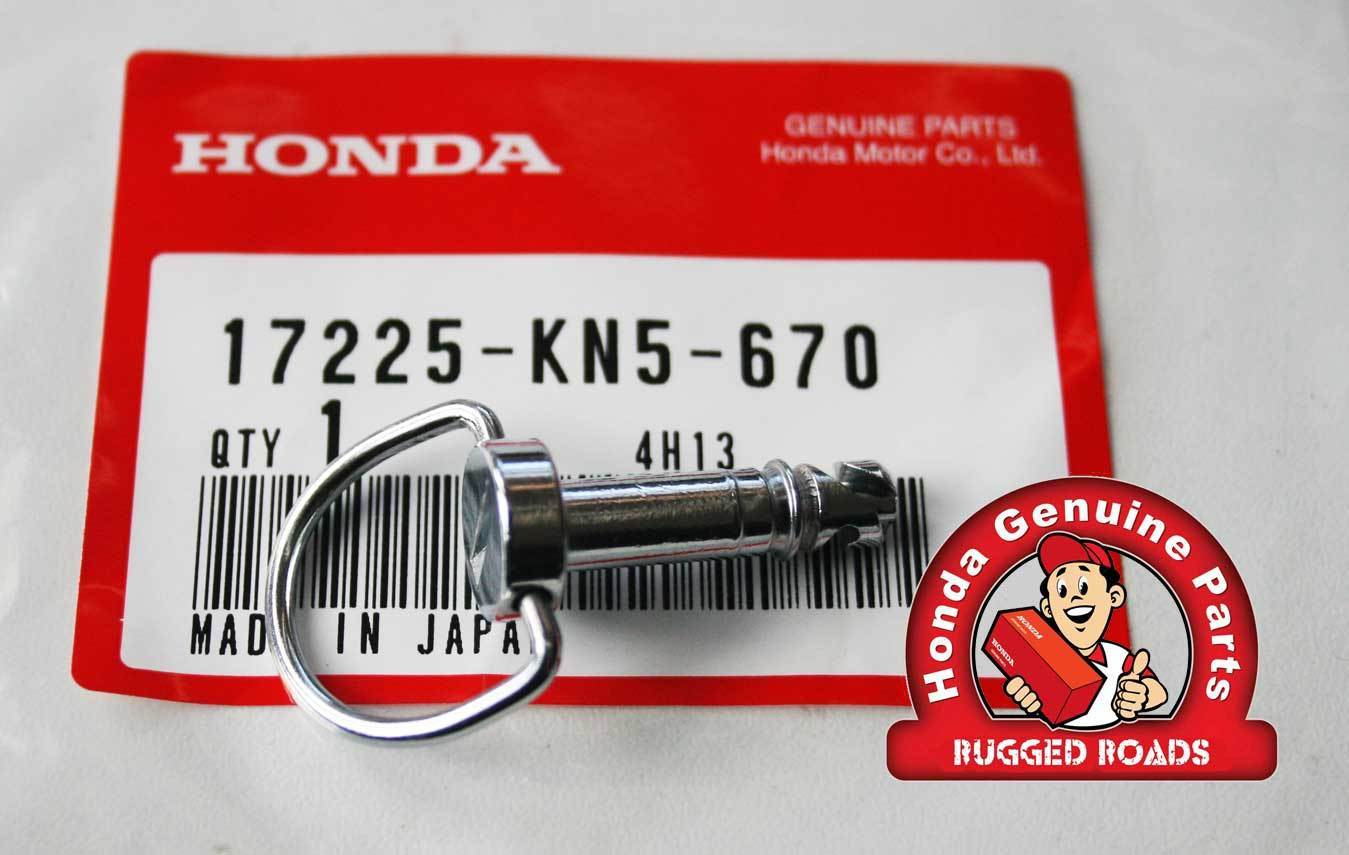 HONDA
GENUINE PARTS
Honda Motor Co., Ltd.
17225-KN5-670
QTY 1
4H13
MAD IN JAPA
Honda Genuine Parts
HONDA
RUGGED ROADS